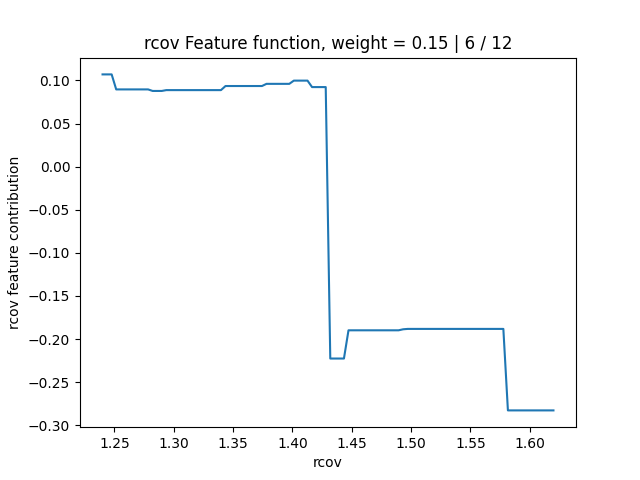 rcov Feature function, weight = 0.15 | 6 / 12
0.10
0.05
0.00
−0.05
−0.10
−0.15
−0.20
−0.25
−0.30
rcov feature contribution
1.25 1.30 1.35 1.40 1.45 1.50 1.55 1.60
rcov